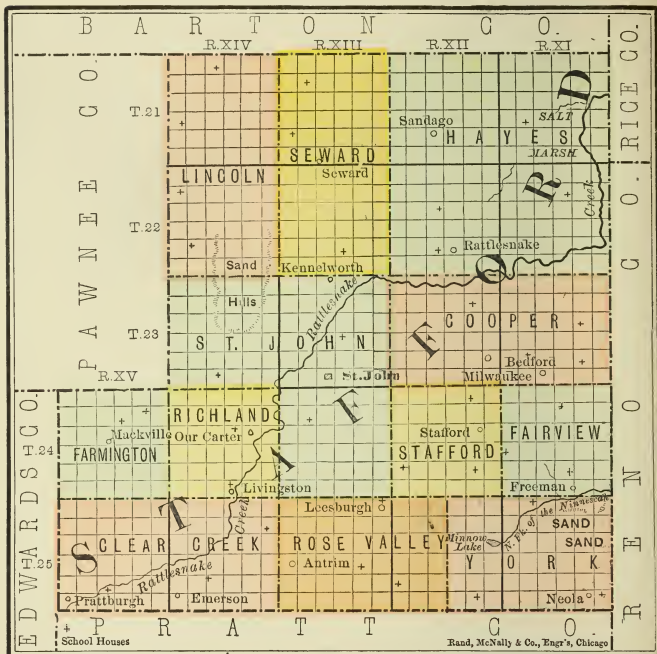 BARTON CO.
R.XIV R.XIII R.XII R.XI
PAWNEE CO.
RICE CO.
T.21
Sandago
SALT
MARSH
HAYES
SEWARD
Seward
LINCOLN
Creek
T.22
Rattlesnake
Sand
Hills
Kennelworth
Rattlesnake
T.23
ST. JOHN
COOPER
Bedford
Milwaukee
St. John
R.XV
EDWARDS CO.
RENO CO.
T.24
RICHLAND
Mackville Our Carter
FARMINGTON
Stafford
STAFFORD
FAIRVIEW
Livingston
Leesburgh
Freeman
N. Fk. of the Ninnescah
SAND
SAND
Minnow
Lake
CLEAR CREEK
ROSE VALLEY
YORK
Creek
T.25
Rattlesnake
Antrim
Prattburgh
Emerson
Neola
STAFFORD
PRATT CO.
+
School Houses
Rand, McNally & Co., Engr's, Chicago